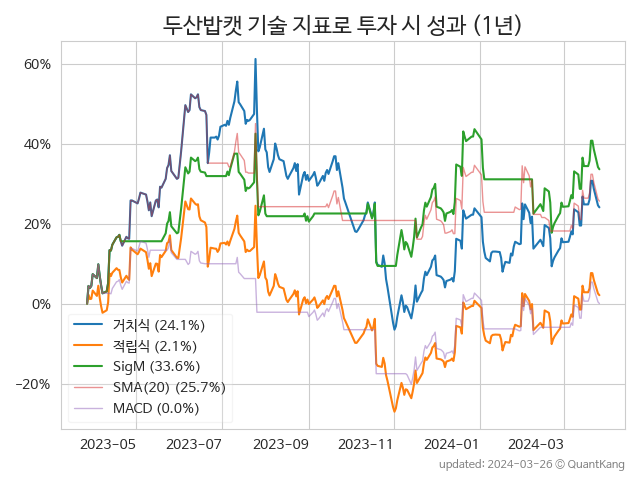 두산밥캣 기술 지표로 투자 시 성과 (1년)
60%
40%
20%
0%
−20%
거치식 (24.1%)
적립식 (2.1%)
SigM (33.6%)
SMA(20) (25.7%)
MACD (0.0%)
2023-05
2023-07
2023-09
2023-11
2024-01
2024-03
updated: 2024-03-26 ⓒ QuantKang